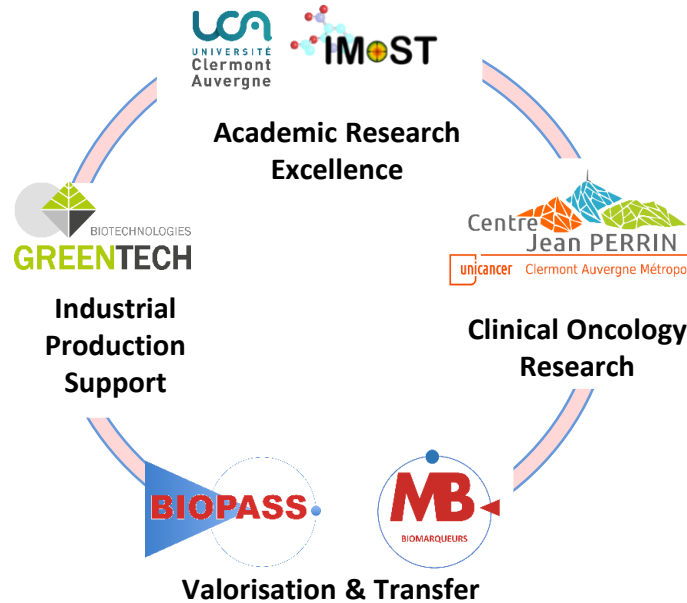 UCA
UNIVERSITÉ
Clermont
Auvergne
IMOST
Academic Research
Excellence
BIOTECHNOLOGIES
GREENTECH
Industrial
Production
Support
Centre
Jean PERRIN
unicancer Clermont Auvergne Métropo
Clinical Oncology
Research
BIOPASS
MB
BIOMARQUEURS
Valorisation & Transfer